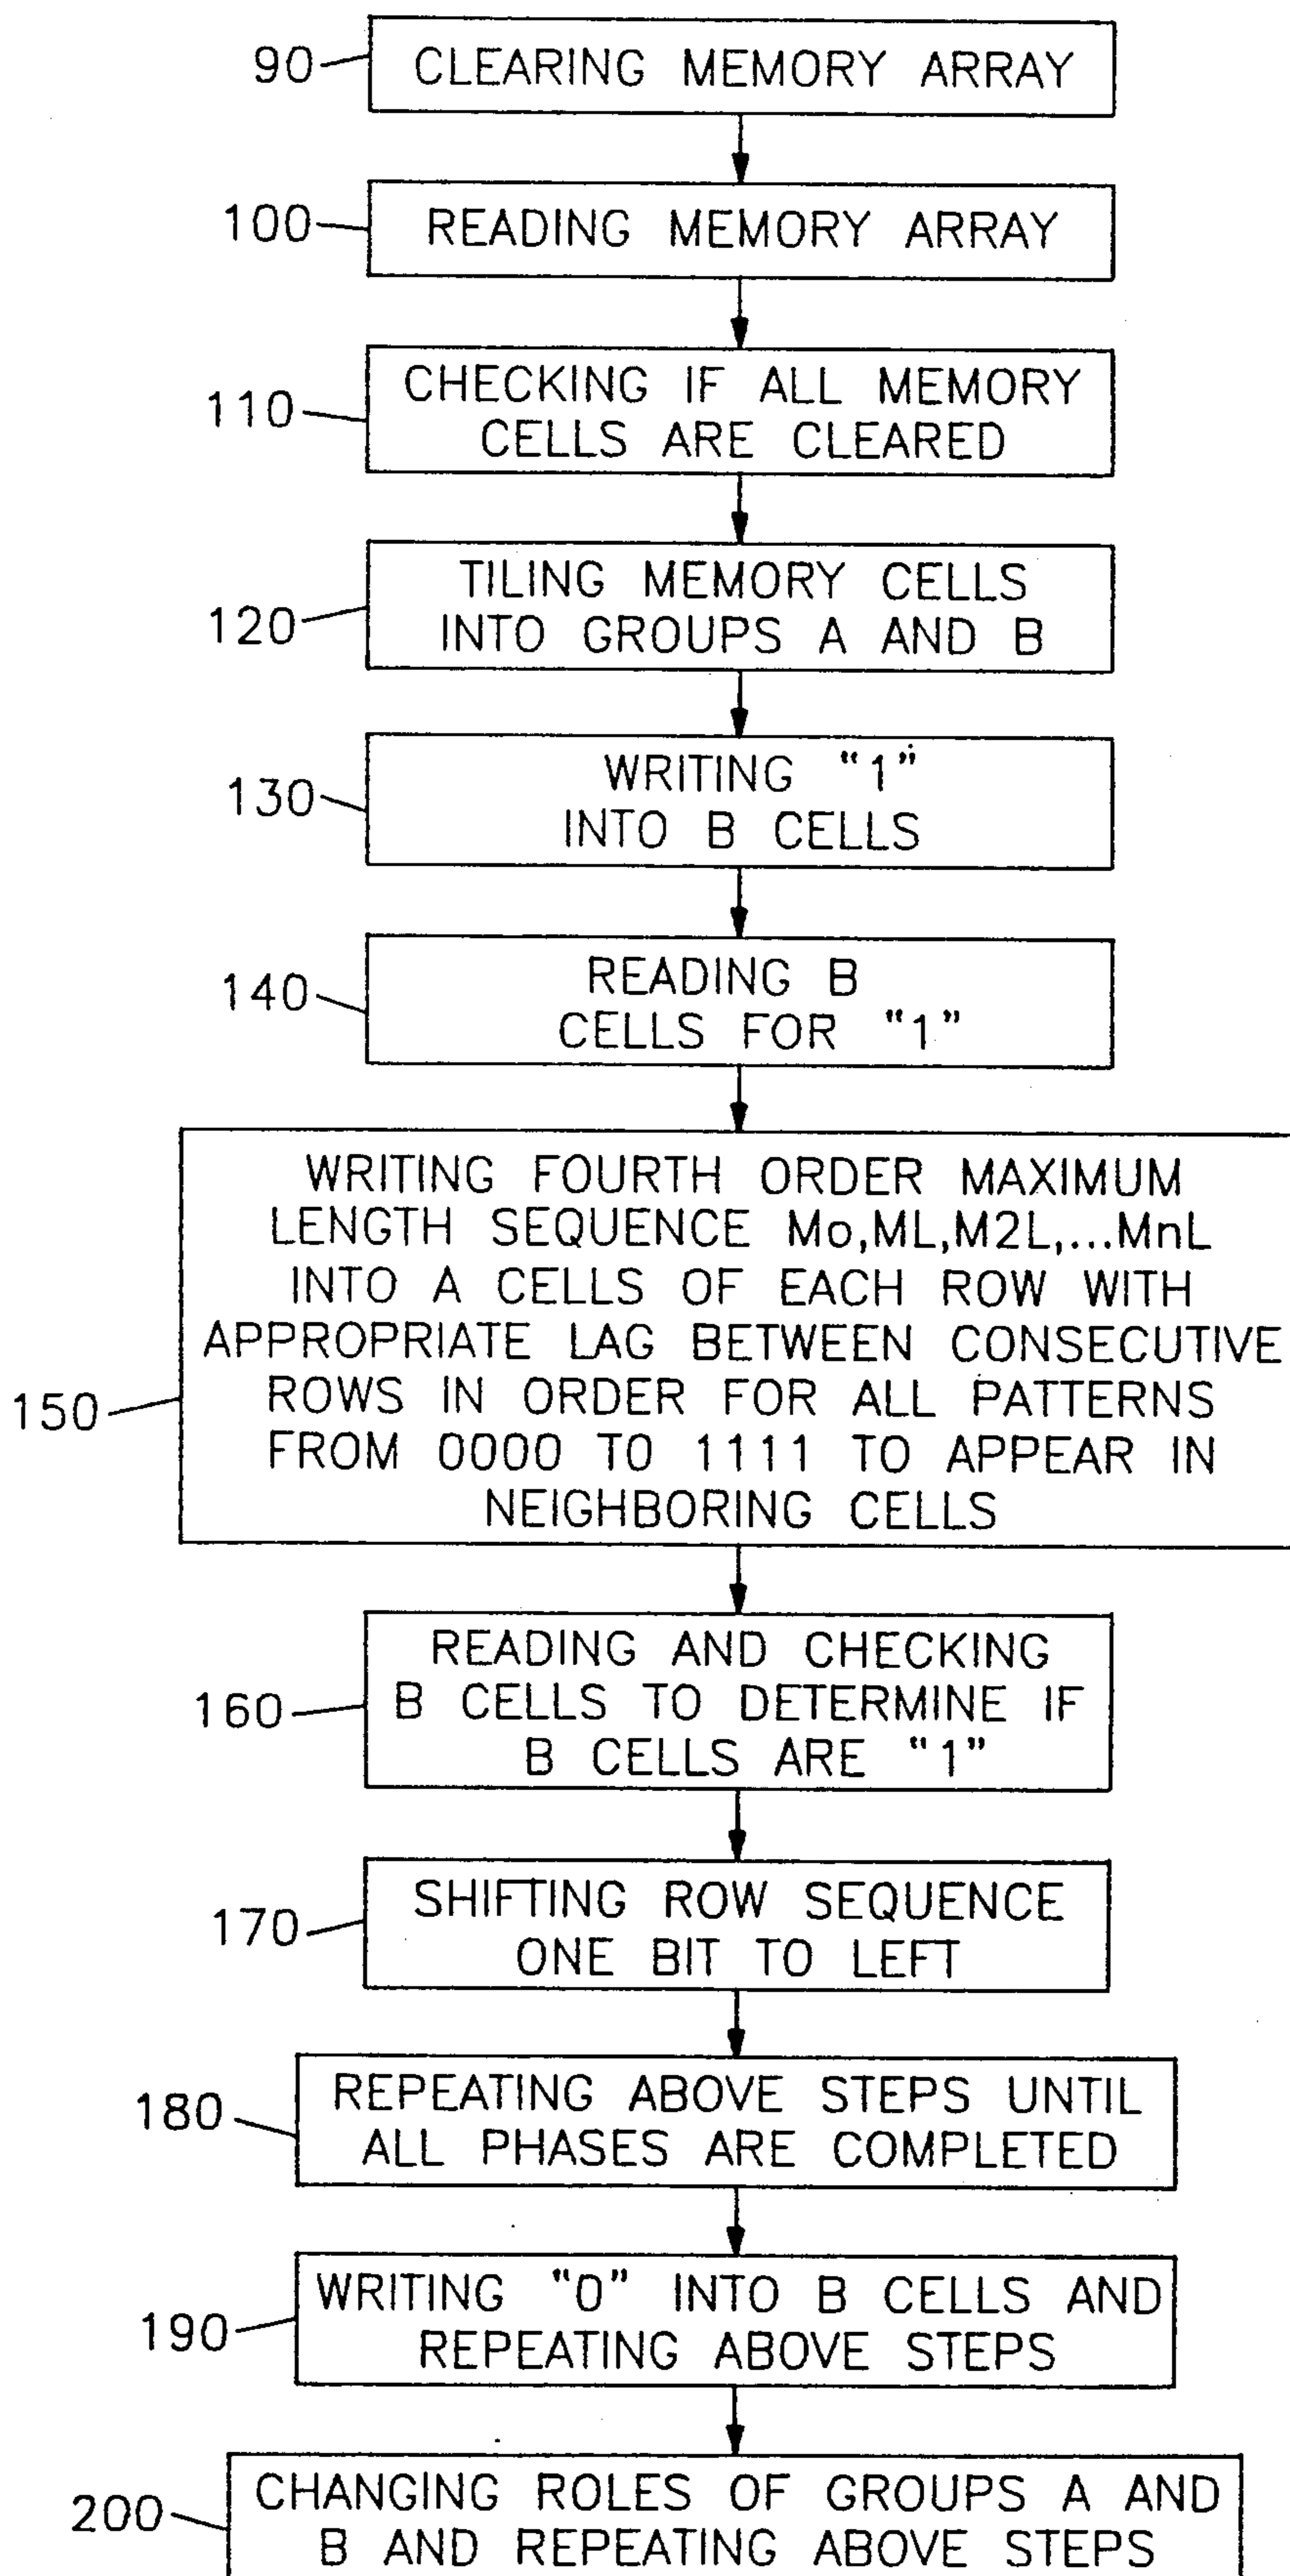 90 CLEARING MEMORY ARRAY
100 READING MEMORY ARRAY
110 CHECKING IF ALL MEMORY
CELLS ARE CLEARED
120 TILING MEMORY CELLS
INTO GROUPS A AND B
130 WRITING "1"
INTO B CELLS
140 READING B
CELLS FOR "1"
150 WRITING FOURTH ORDER MAXIMUM
LENGTH SEQUENCE Mo,ML,M2L,...MnL
INTO A CELLS OF EACH ROW WITH
APPROPRIATE LAG BETWEEN CONSECUTIVE
ROWS IN ORDER FOR ALL PATTERNS
FROM 0000 TO 1111 TO APPEAR IN
NEIGHBORING CELLS
160 READING AND CHECKING
B CELLS TO DETERMINE IF
B CELLS ARE "1"
170 SHIFTING ROW SEQUENCE
ONE BIT TO LEFT
180 REPEATING ABOVE STEPS UNTIL
ALL PHASES ARE COMPLETED
190 WRITING "0" INTO B CELLS AND
REPEATING ABOVE STEPS
200 CHANGING ROLES OF GROUPS A AND
B AND REPEATING ABOVE STEPS